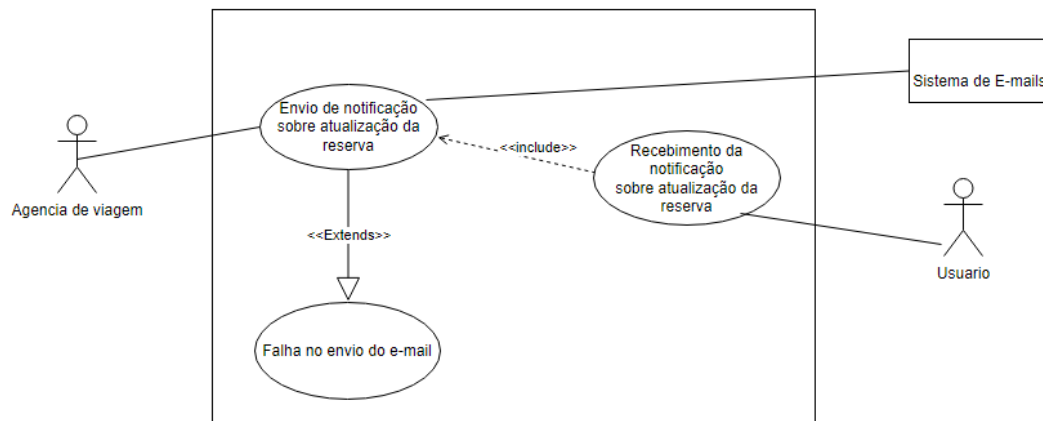 Sistema de E-mails
Envio de notificação
sobre atualização da
reserva
<<include>>
Recebimento da
notificação
sobre atualização da
reserva
Agencia de viagem
<<Extends>>
Usuario
Falha no envio do e-mail